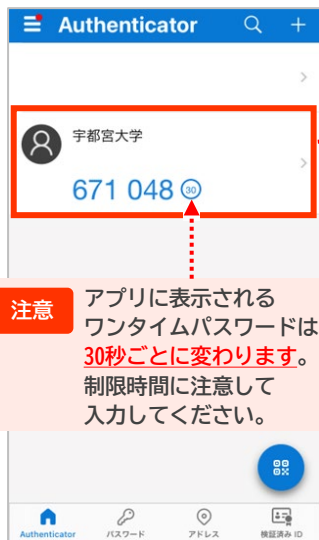 Authenticator
宇都宮大学
671 048 30
注意
アプリに表示される
ワンタイムパスワードは
30秒ごとに変わります。
制限時間に注意して
入力してください。
Authenticator パスワード アドレス 検証済み ID